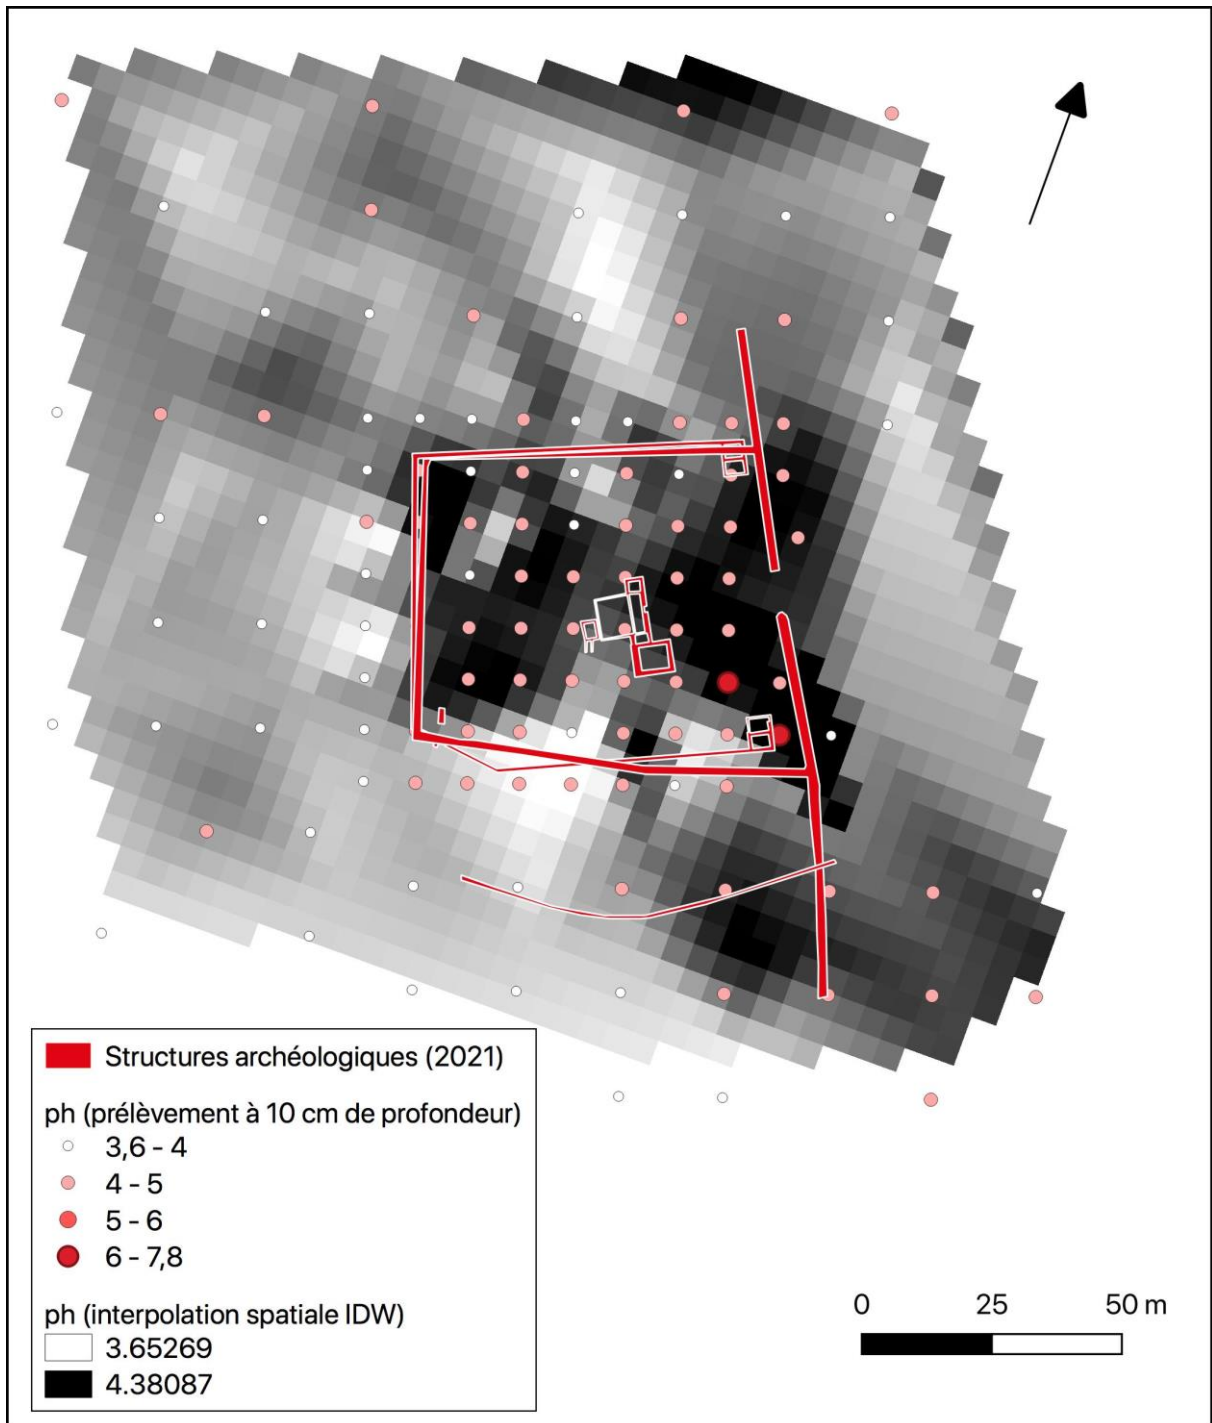 Structures archéologiques (2021)
ph (prélèvement à 10 cm de profondeur)
3,6 - 4
4 - 5
5 - 6
6 - 7,8
ph (interpolation spatiale IDW)
3.65269
4.38087
0 25 50 m